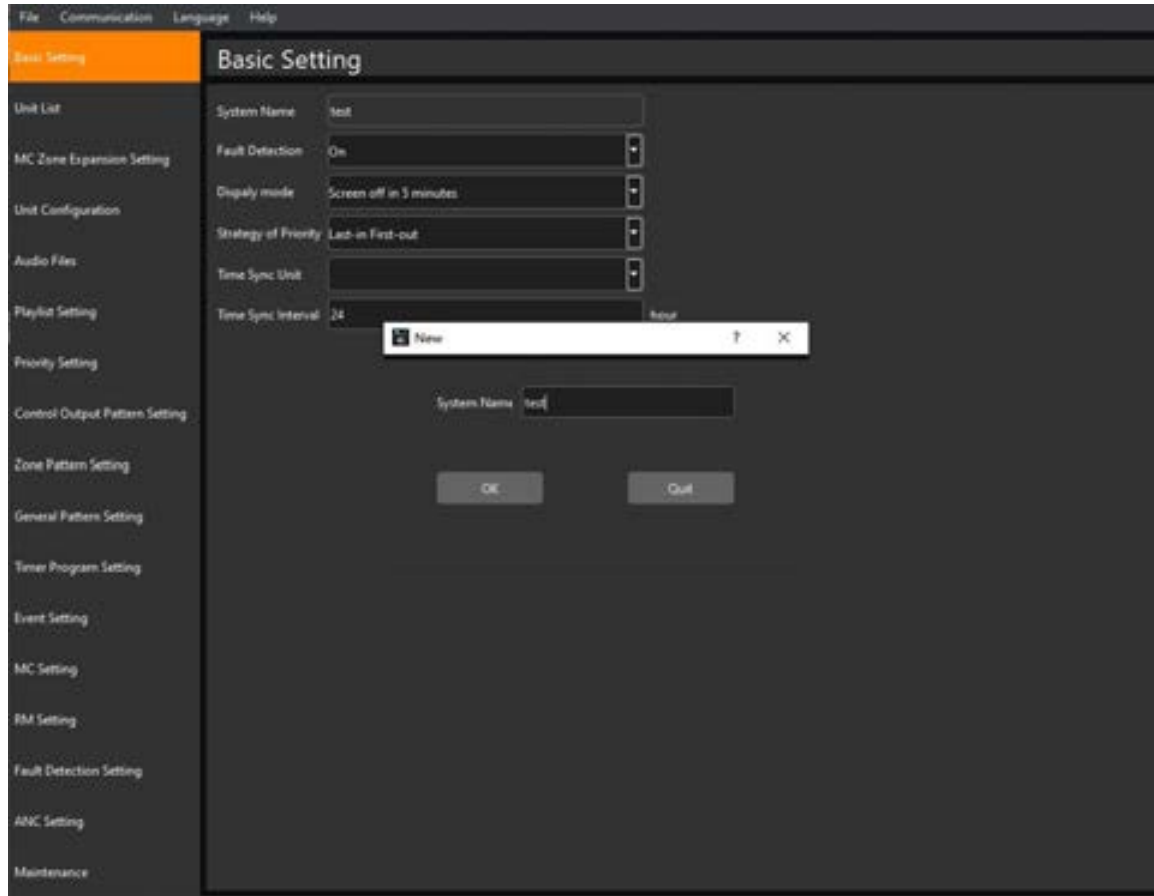 File Communication Language Help
Basic Setting
Unit List
MC Zone Expansion Setting
Unit Configuration
Audio Files
Playlist Setting
Priority Setting
Control Output Pattern Setting
Zone Pattern Setting
General Pattern Setting
Timer Program Setting
Event Setting
MC Setting
RM Setting
Fault Detection Setting
ANC Setting
Maintenance
Basic Setting
System Name test
Fault Detection On
Dispaly mode Screen off in 5 minutes
Strategy of Priority Last-in First-out
Time Sync Unit
Time Sync Interval 24 hour
New ? ×
System Name test
OK Quit